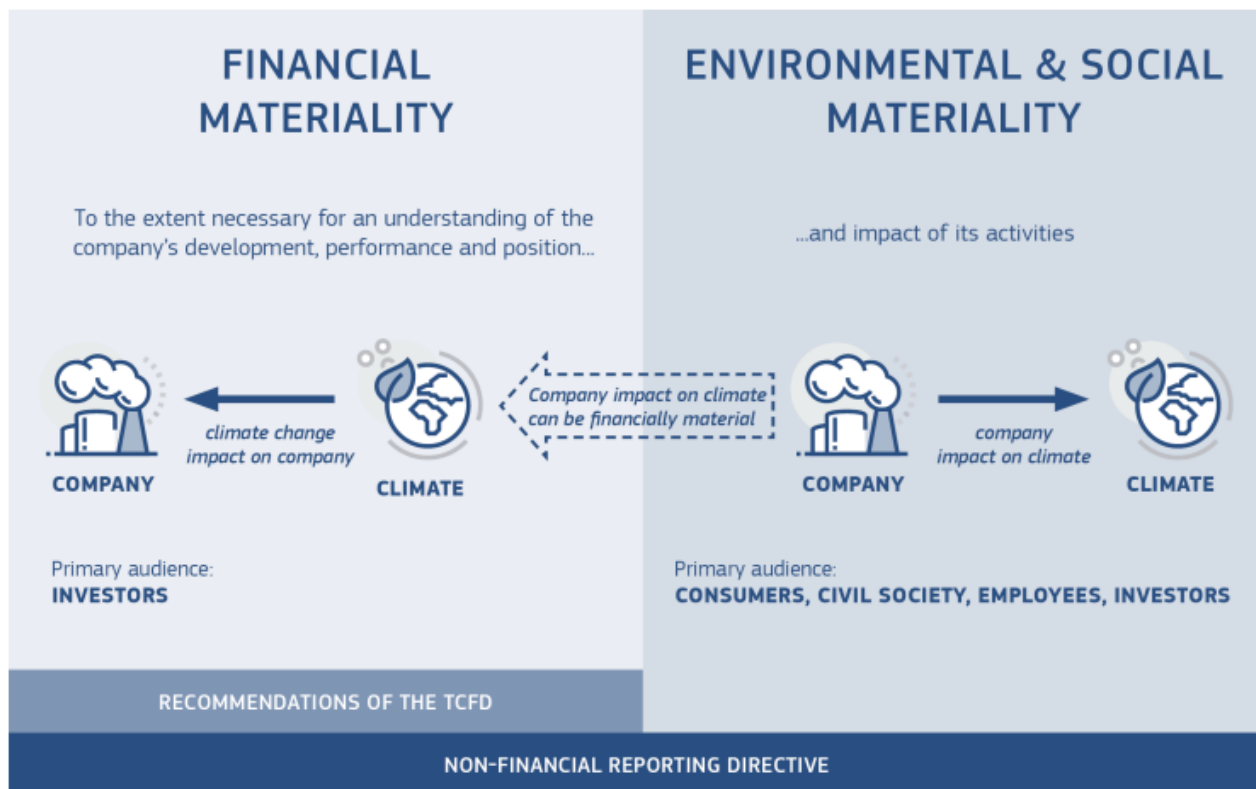 FINANCIAL
MATERIALITY
To the extent necessary for an understanding of the
company's development, performance and position...
climate change
impact on company
COMPANY
CLIMATE
Primary audience:
INVESTORS
RECOMMENDATIONS OF THE TCFD
Company impact on climate
can be financially material
ENVIRONMENTAL & SOCIAL
MATERIALITY
...and impact of its activities
company
impact on climate
COMPANY
CLIMATE
Primary audience:
CONSUMERS, CIVIL SOCIETY, EMPLOYEES, INVESTORS
NON-FINANCIAL REPORTING DIRECTIVE